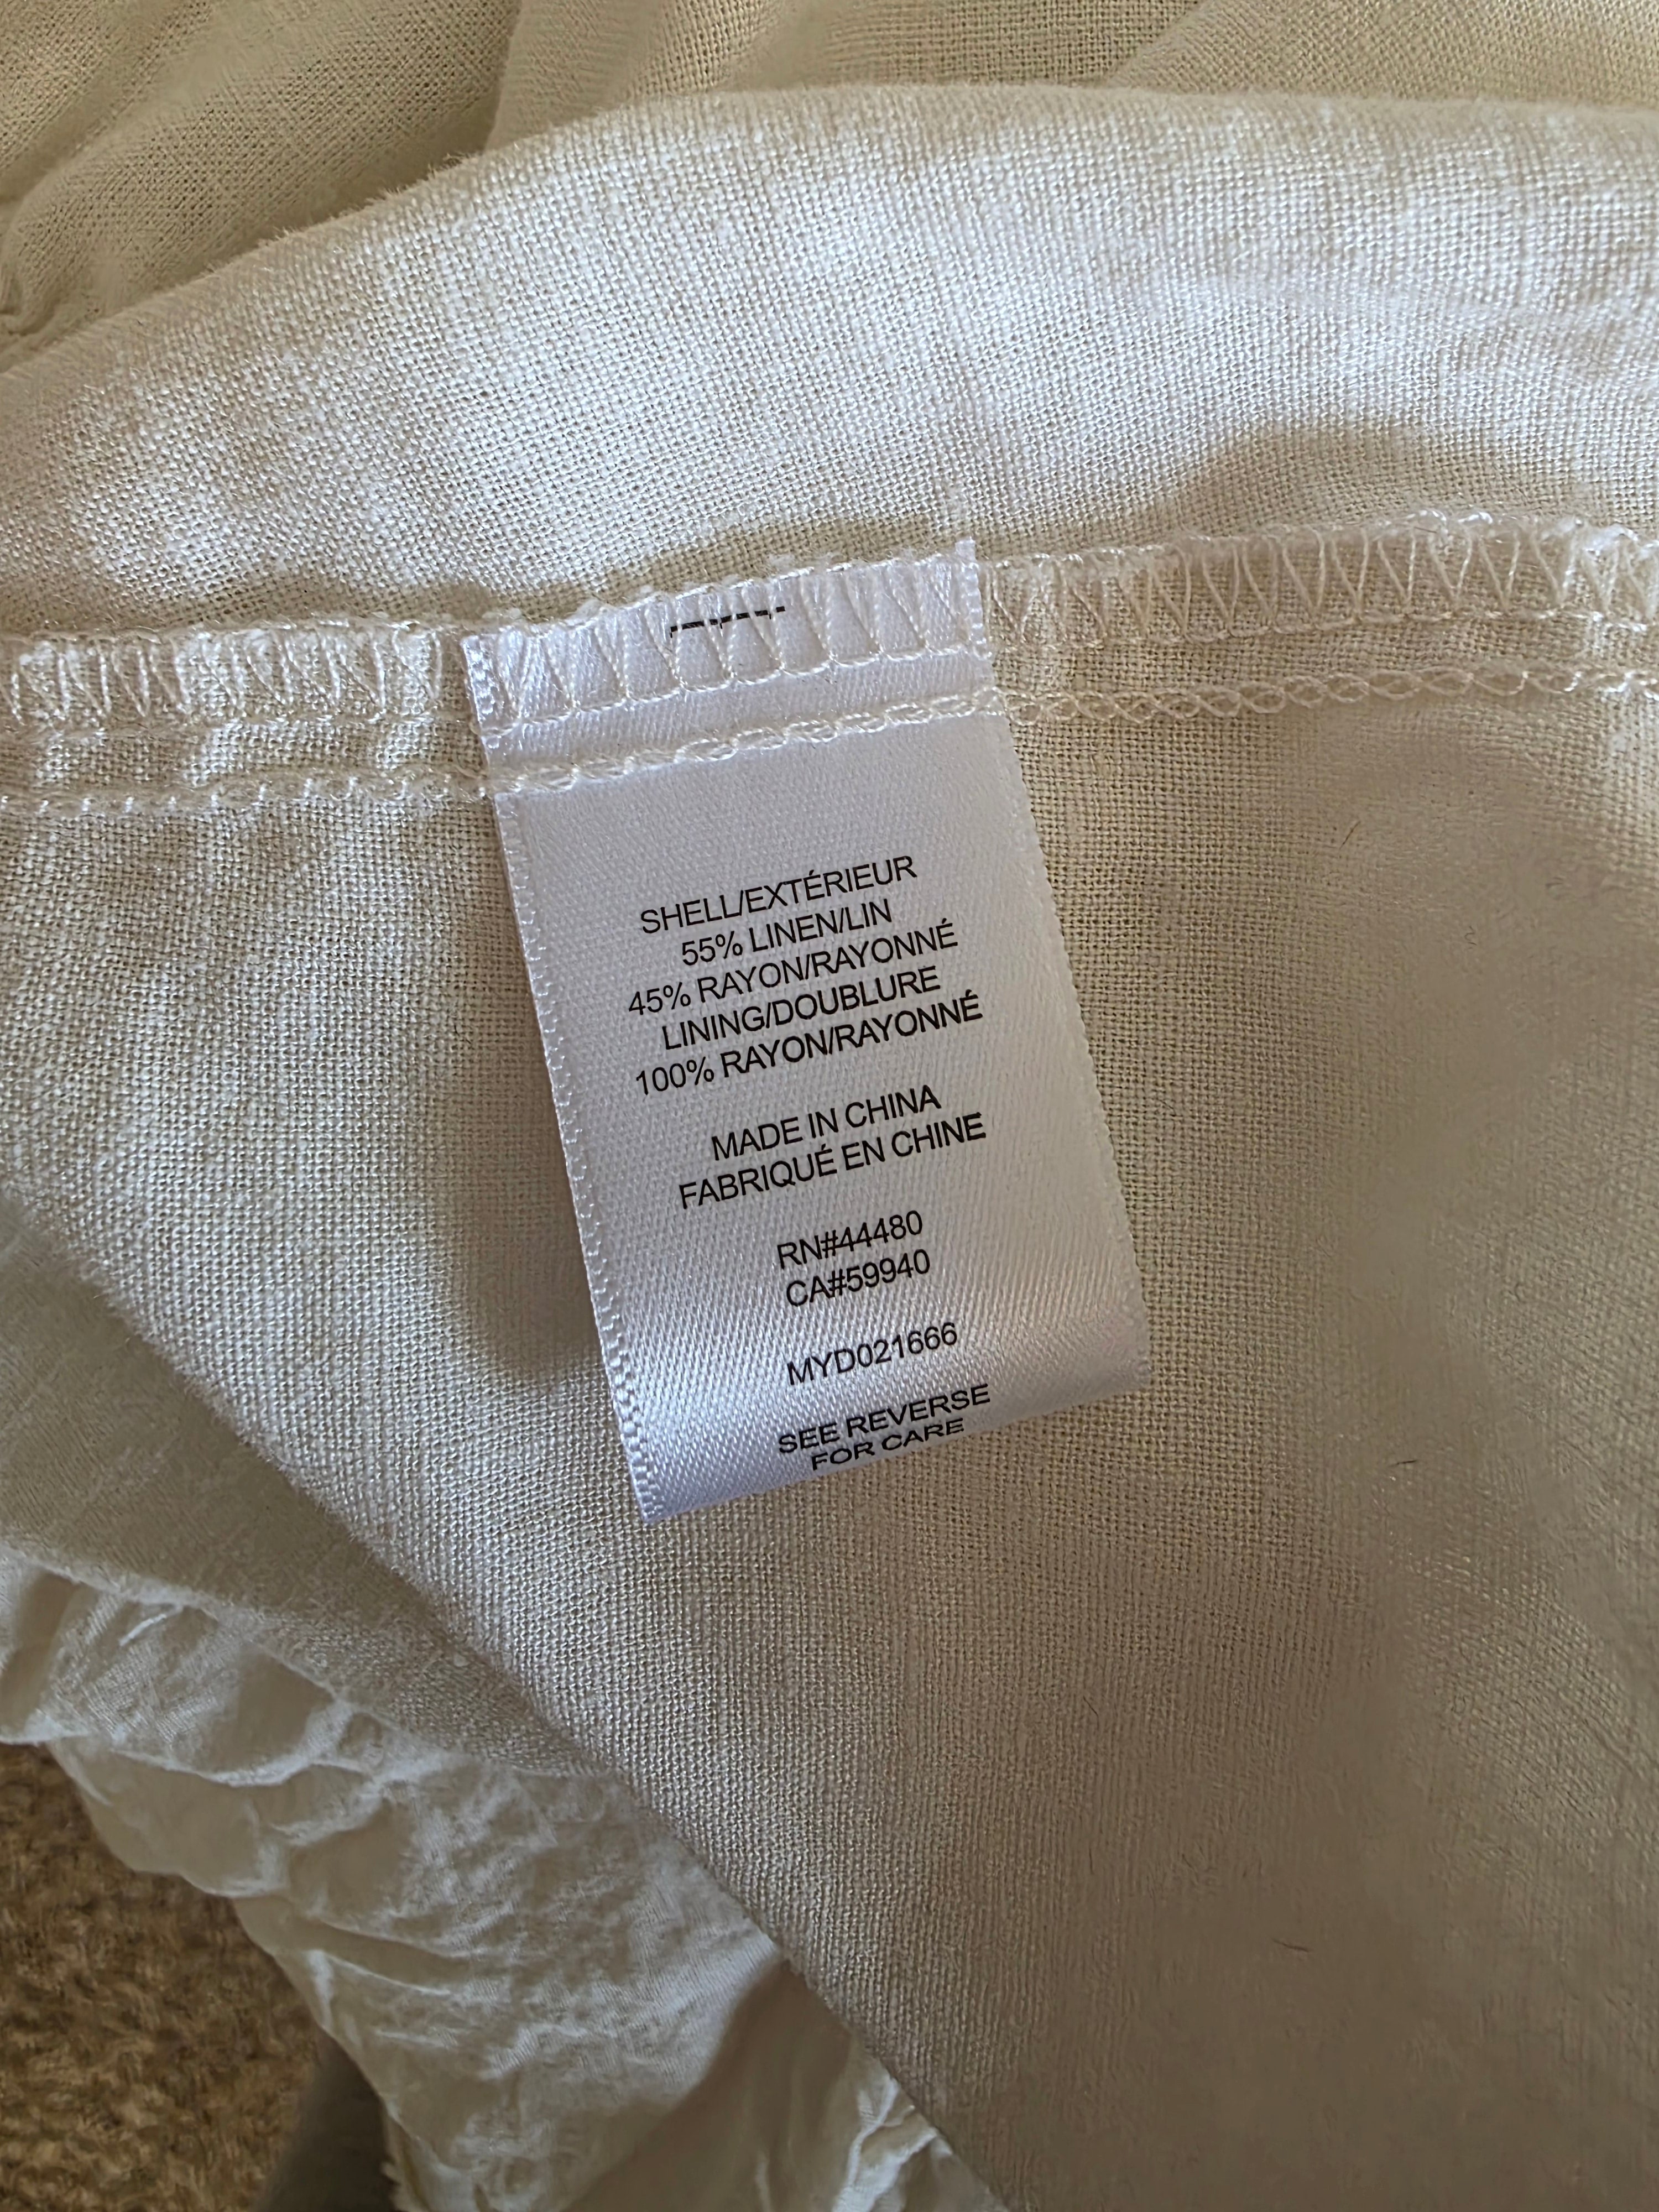 SHELL/EXTÉRIEUR
55% LINEN/LIN
45% RAYON/RAYONNÉ
LINING/DOUBLURE
100% RAYON/RAYONNÉ
MADE IN CHINA
FABRIQUÉ EN CHINE
RN#44480
CA#59940
MYD021666
SEE REVERSE
FOR CARE